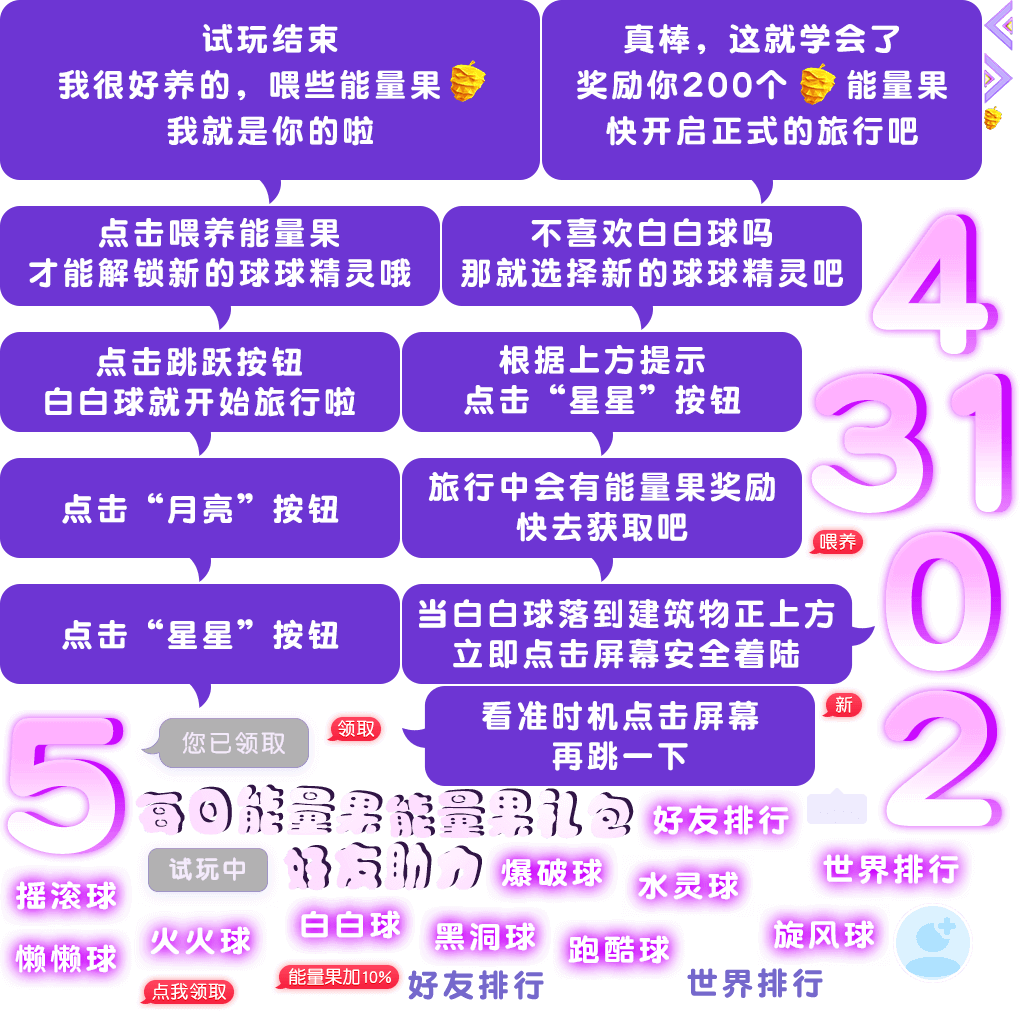 试玩结束
我很好养的，喂些能量果
我就是你的啦
真棒，这就学会了
奖励你200个 能量果
快开启正式的旅行吧
点击喂养能量果
才能解锁新的球球精灵哦
不喜欢白白球吗
那就选择新的球球精灵吧
4
点击跳跃按钮
白白球就开始旅行啦
根据上方提示
点击“星星”按钮
3
1
点击“月亮”按钮
旅行中会有能量果奖励
快去获取吧
喂养
0
点击“星星”按钮
当白白球落到建筑物正上方
立即点击屏幕安全着陆
新
2
5
您已领取
领取
看准时机点击屏幕
再跳一下
每日能量果能量果礼包
好友排行
试玩中
好友助力
爆破球
水灵球
世界排行
摇滚球
懒懒球
火火球
白白球
黑洞球
跑酷球
旋风球
点我领取
能量果加10%
好友排行
世界排行